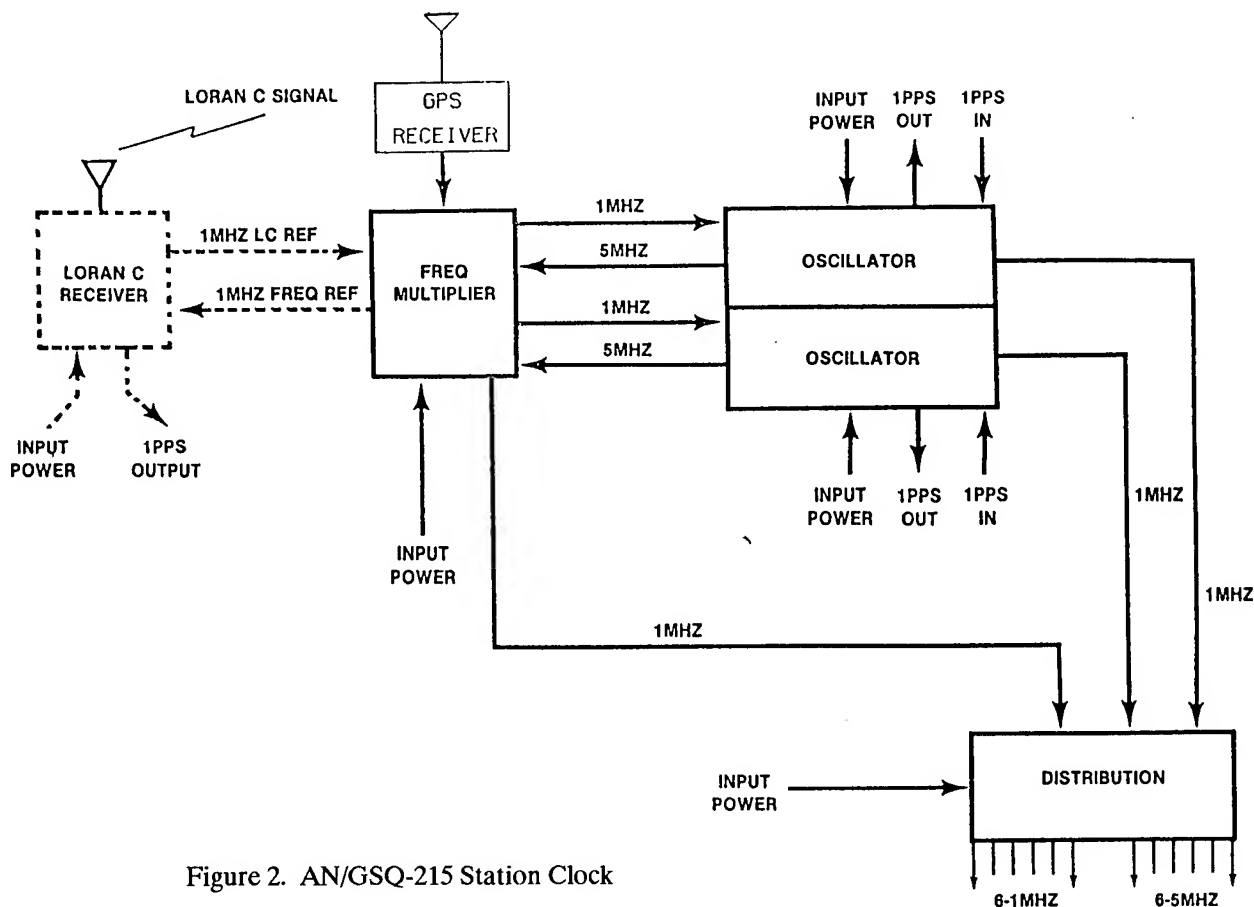 LORAN C SIGNAL
GPS
RECEIVER
INPUT
POWER
1PPS
OUT
1PPS
IN
1MHZ LC REF
LORAN C
RECEIVER
1MHZ FREQ REF
FREQ
MULTIPLIER
1MHZ
5MHZ
1MHZ
5MHZ
OSCILLATOR
OSCILLATOR
INPUT
POWER
1PPS
OUTPUT
INPUT
POWER
INPUT
POWER
1PPS
OUT
1PPS
IN
1MHZ
1MHZ
1MHZ
INPUT
POWER
DISTRIBUTION
6-1MHZ
6-5MHZ
Figure 2. AN/GSQ-215 Station Clock